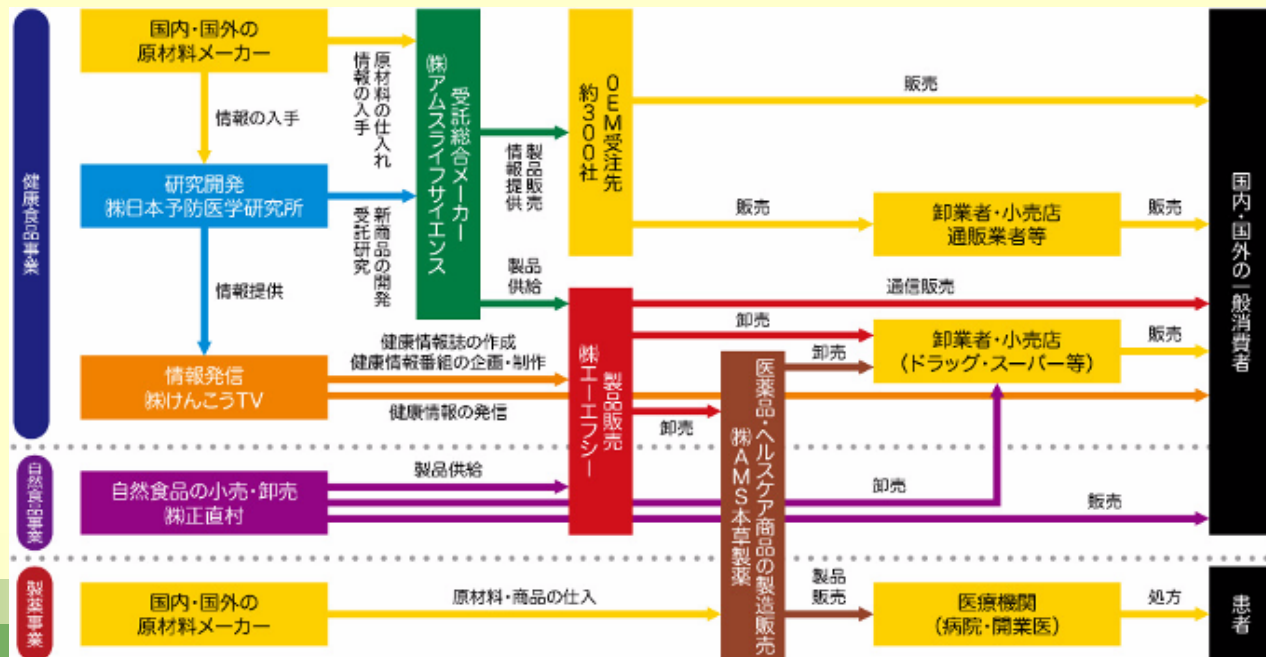 健康食品事業
国内・国外の
原材料メーカー
原材料の仕入れ
情報の入手
情報の入手
研究開発
㈱日本予防医学研究所
新商品の開発
受託研究
情報提供
情報発信
㈱けんこうTV
健康情報誌の作成
健康情報番組の企画・制作
健康情報の発信
受託総合メーカー
㈱アムスライフサイエンス
製品販売
情報提供
製品
供給
OEM受注先
約300社
販売
販売
卸業者・小売店
通販業者等
販売
製品販売
㈱エーエフシー
通信販売
卸売
卸売
卸売
卸業者・小売店
(ドラッグ・スーパー等)
販売
国内・国外の一般消費者
自然食品事業
自然食品の小売・卸売
㈱正直村
製品供給
卸売
販売
製薬事業
国内・国外の
原材料メーカー
原材料・商品の仕入
医薬品・ヘルスケア商品の製造販売
㈱AMS本草製薬
製品
販売
医療機関
(病院・開業医)
処方
患者